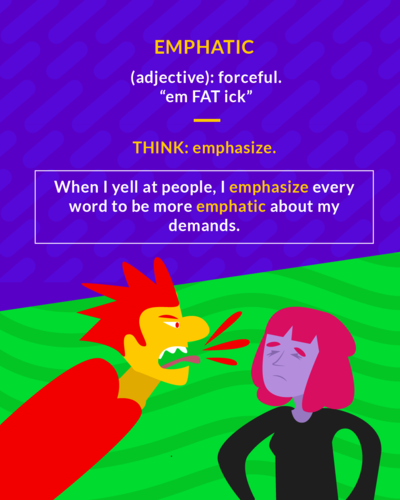 EMPHATIC
(adjective): forceful.
“em FAT ick”
THINK: emphasize.
When I yell at people, I emphasize every
word to be more emphatic about my
demands.